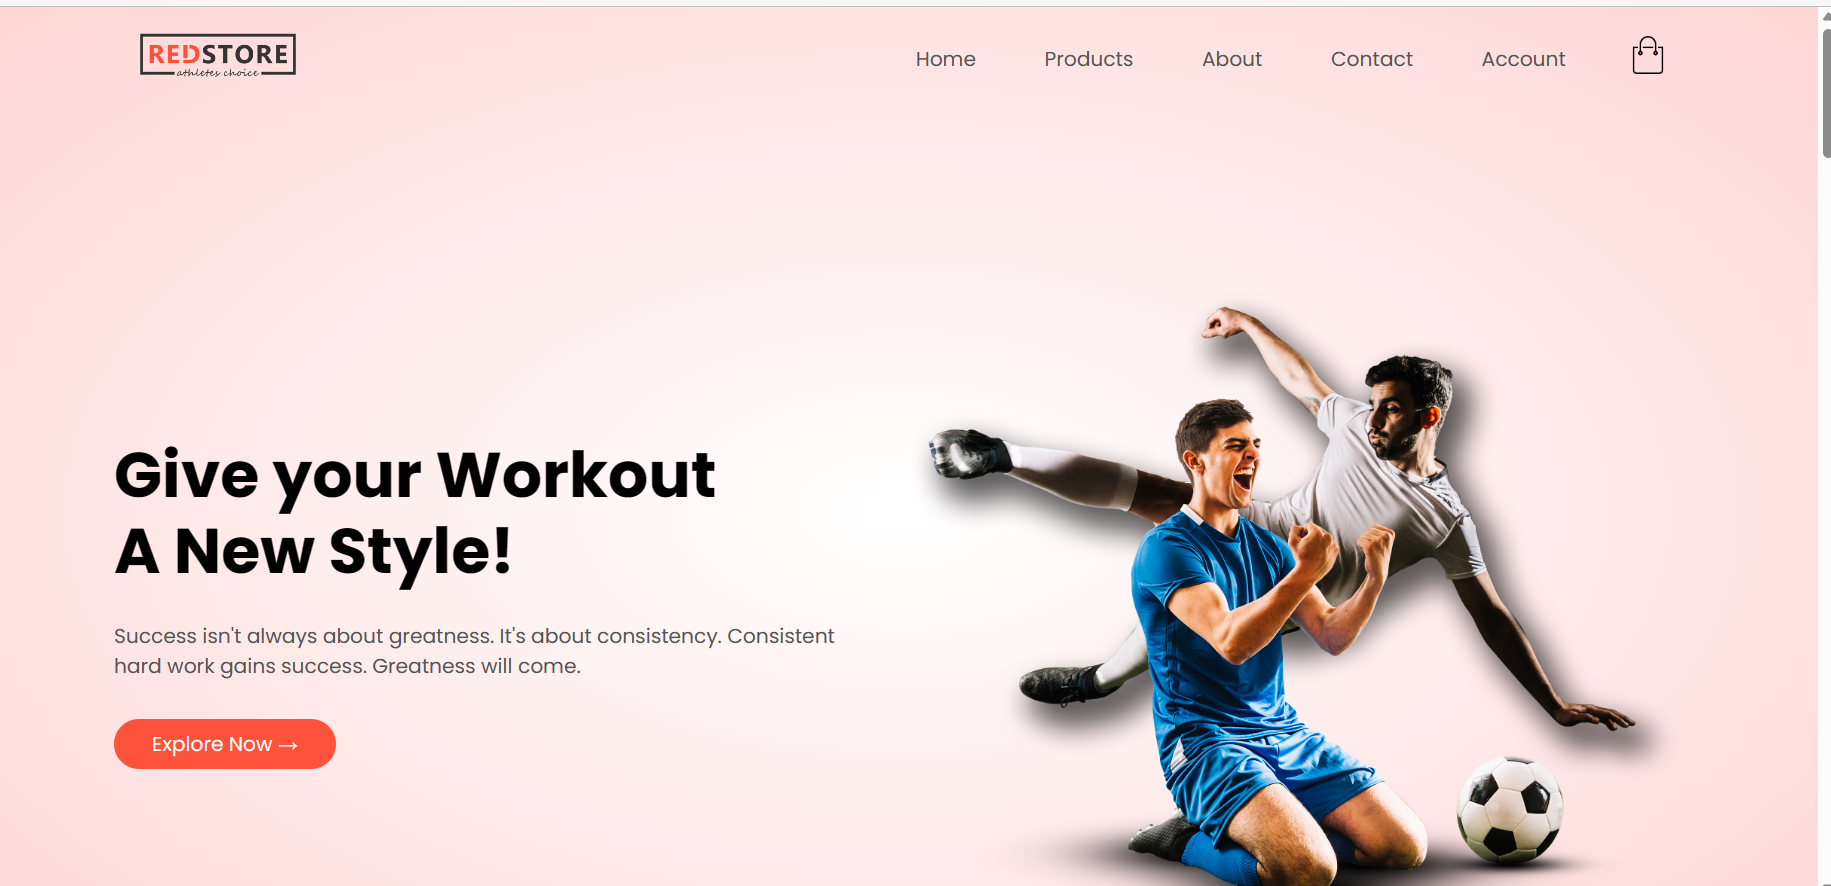 REDSTORE
athletes choice
Home
Products
About
Contact
Account
Give your Workout
A New Style!
Success isn't always about greatness. It's about consistency. Consistent
hard work gains success. Greatness will come.
Explore Now →